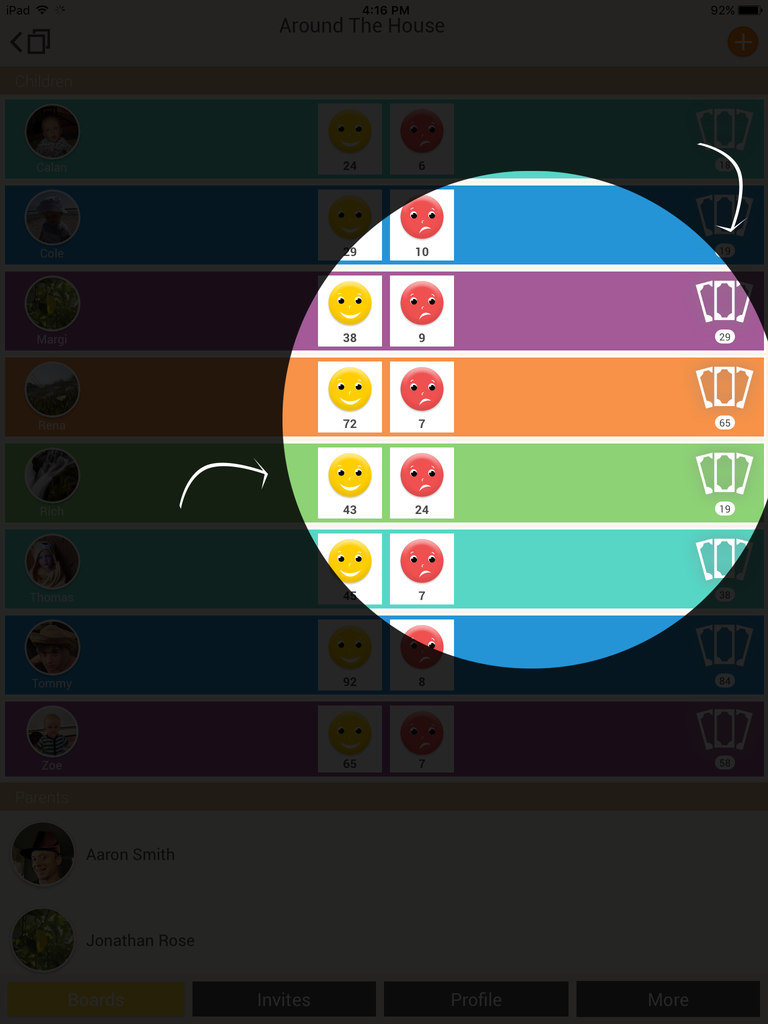 iPad 4:16 PM 92%
Around The House
Children
Catari
24 6 18
Cole
29 10 19
Margi
38 9 29
Rena
72 7 65
Rich
43 24 19
Thomas
45 7 38
Tommy
92 8 84
Zoe
65 7 58
Parents
Aaron Smith
Jonathan Rose
Boards Invites Profile More